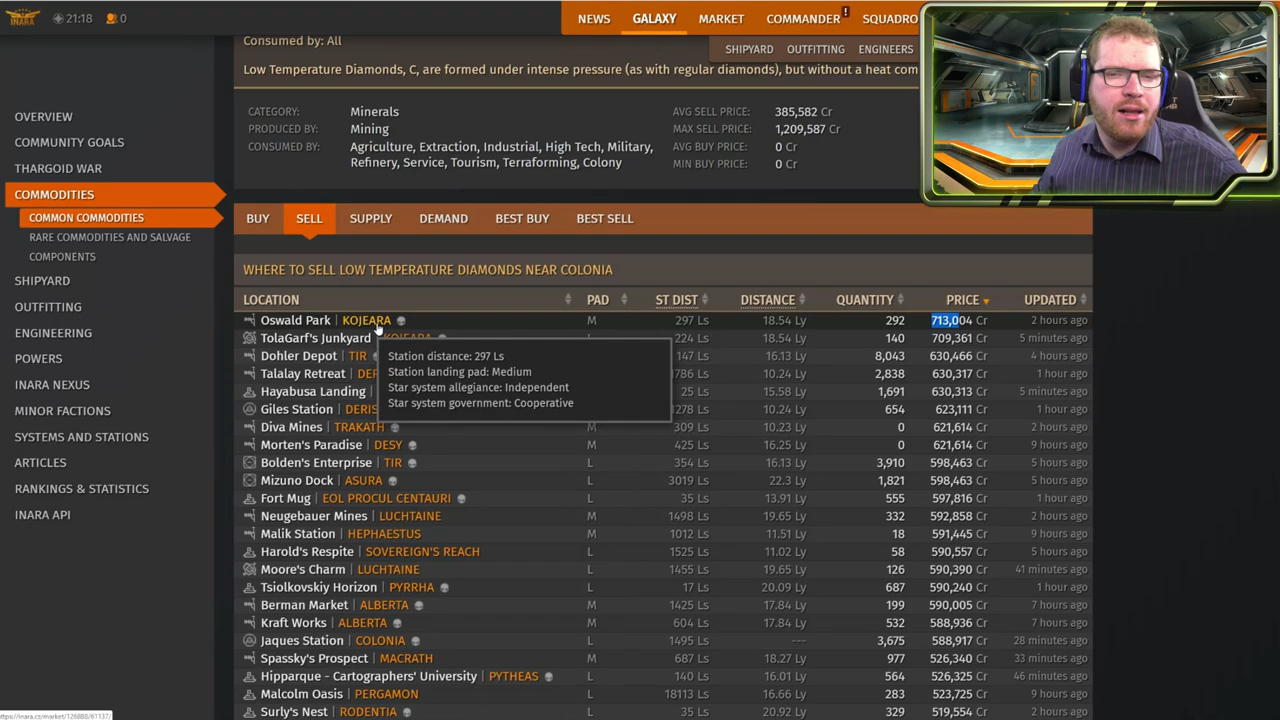 INARA
21:18
0
NEWS
GALAXY
MARKET
COMMANDER
!
SQUADRO
SHIPYARD
OUTFITTING
ENGINEERS
OVERVIEW
COMMUNITY GOALS
THARGOID WAR
COMMODITIES
COMMON COMMODITIES
RARE COMMODITIES AND SALVAGE
COMPONENTS
SHIPYARD
OUTFITTING
ENGINEERING
POWERS
INARA NEXUS
MINOR FACTIONS
SYSTEMS AND STATIONS
ARTICLES
RANKINGS & STATISTICS
INARA API
Consumed by: All
Low Temperature Diamonds, C, are formed under intense pressure (as with regular diamonds), but without a heat com
CATEGORY: Minerals
PRODUCED BY: Mining
CONSUMED BY: Agriculture, Extraction, Industrial, High Tech, Military,
Refinery, Service, Tourism, Terraforming, Colony
AVG SELL PRICE: 385,582 Cr
MAX SELL PRICE: 1,209,587 Cr
AVG BUY PRICE: 0 Cr
MIN BUY PRICE: 0 Cr
BUY SELL SUPPLY DEMAND BEST BUY BEST SELL
WHERE TO SELL LOW TEMPERATURE DIAMONDS NEAR COLONIA
LOCATION PAD ST DIST DISTANCE QUANTITY PRICE UPDATED
Oswald Park | KOJEARA M 297 Ls 18.54 Ly 292 713,004 Cr 2 hours ago
TolaGarf's Junkyard | KOJEARA 224 Ls 18.54 Ly 140 709,361 Cr 5 minutes ago
Dohler Depot | TIR 147 Ls 16.13 Ly 8,043 630,466 Cr 4 hours ago
Talalay Retreat | DER 1786 Ls 10.24 Ly 2,838 630,317 Cr 1 hour ago
Hayabusa Landing | 25 Ls 15.58 Ly 1,691 630,313 Cr 5 minutes ago
Giles Station | DERIS 1278 Ls 10.24 Ly 654 623,111 Cr 1 hour ago
Diva Mines | TRAKATH M 309 Ls 10.23 Ly 0 621,614 Cr 2 hours ago
Morten's Paradise | DESY M 425 Ls 16.25 Ly 0 621,614 Cr 9 hours ago
Bolden's Enterprise | TIR L 354 Ls 16.13 Ly 3,910 598,463 Cr 5 hours ago
Mizuno Dock | ASURA L 3019 Ls 22.3 Ly 1,821 598,463 Cr 5 hours ago
Fort Mug | EOL PROCUL CENTAURI L 35 Ls 13.91 Ly 555 597,816 Cr 1 hour ago
Neugebauer Mines | LUCHTAINE M 1498 Ls 19.65 Ly 332 592,858 Cr 2 hours ago
Malik Station | HEPHAESTUS M 1012 Ls 11.51 Ly 18 591,445 Cr 9 hours ago
Harold's Respite | SOVEREIGN'S REACH L 1525 Ls 11.02 Ly 58 590,557 Cr 5 hours ago
Moore's Charm | LUCHTAINE L 1455 Ls 19.65 Ly 126 590,390 Cr 41 minutes ago
Tsiolkovskiy Horizon | PYRRHA L 17 Ls 20.09 Ly 687 590,240 Cr 1 hour ago
Berman Market | ALBERTA M 1425 Ls 17.84 Ly 199 590,005 Cr 7 hours ago
Kraft Works | ALBERTA M 604 Ls 17.84 Ly 532 588,936 Cr 7 hours ago
Jaques Station | COLONIA L 1495 Ls --- 3,675 588,917 Cr 28 minutes ago
Spassky's Prospect | MACRATH M 687 Ls 18.27 Ly 977 526,340 Cr 33 minutes ago
Hipparque - Cartographers' University | PYTHEAS L 140 Ls 16.01 Ly 564 526,325 Cr 46 minutes ago
Malcolm Oasis | PERGAMON L 18113 Ls 16.66 Ly 283 523,725 Cr 9 hours ago
Surly's Nest | RODENTIA L 35 Ls 20.92 Ly 329 519,554 Cr 1 hour ago
Station distance: 297 Ls
Station landing pad: Medium
Star system allegiance: Independent
Star system government: Cooperative
https://inara.cz/market/126888/61137/